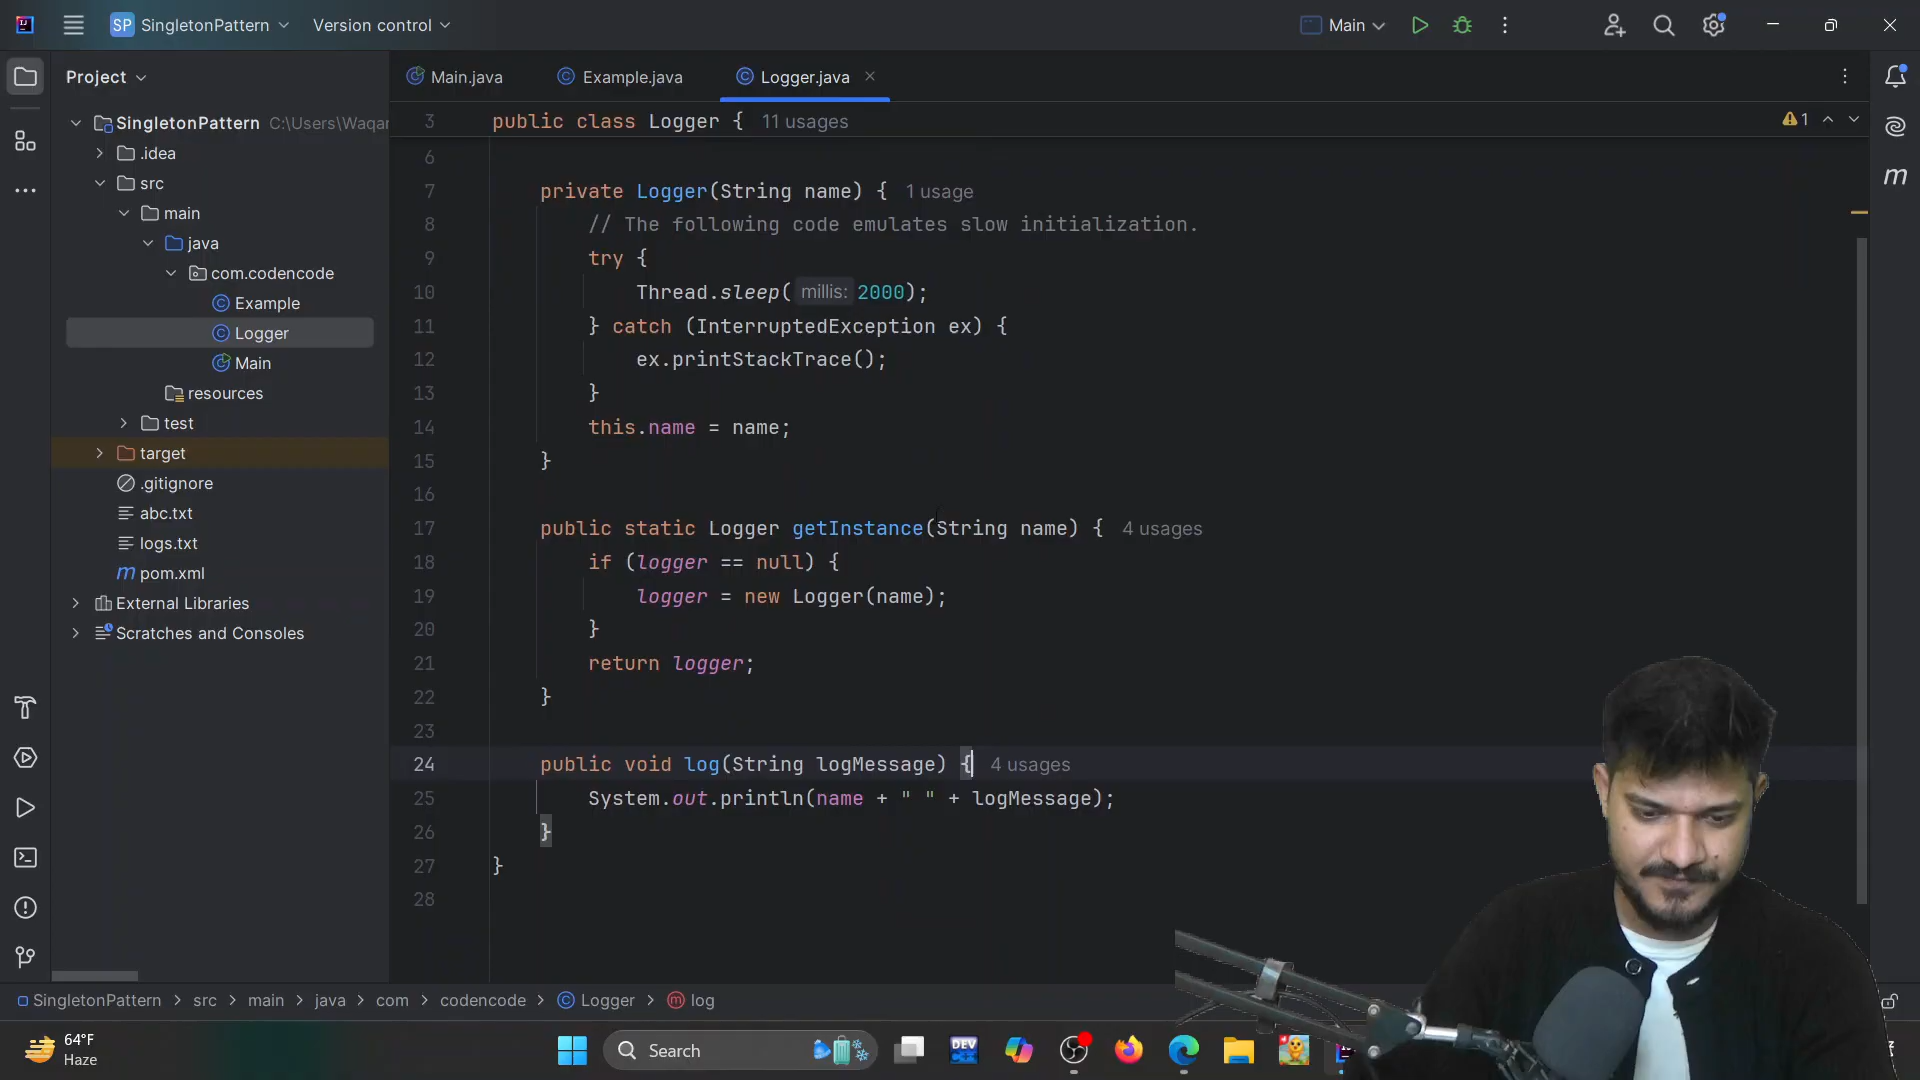 SP SingletonPattern Version control Main
Project Main.java Example.java Logger.java
SingletonPattern C:\Users\Waqar
.idea
src
main
java
com.codencode
Example
Logger
Main
resources
test
target
.gitignore
abc.txt
logs.txt
m pom.xml
External Libraries
Scratches and Consoles
3 public class Logger { 11 usages 1
6
7 private Logger(String name) { 1 usage
8 // The following code emulates slow initialization.
9 try {
10 Thread.sleep( millis: 2000);
11 } catch (InterruptedException ex) {
12 ex.printStackTrace();
13 }
14 this.name = name;
15 }
16
17 public static Logger getInstance(String name) { 4 usages
18 if (logger == null) {
19 logger = new Logger(name);
20 }
21 return logger;
22 }
23
24 public void log(String logMessage) { 4 usages
25 System.out.println(name + " " + logMessage);
26 }
27 }
28
m
SingletonPattern > src > main > java > com > codencode > Logger > log
64°F
Haze
Search
DEV